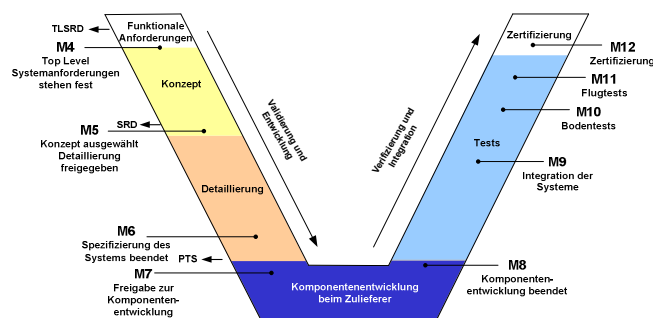 TLSRD
M4
Top Level
Systemanforderungen
stehen fest
Funktionale
Anforderungen
Konzept
SRD
M5
Konzept ausgewählt
Detaillierung
freigegeben
Detaillierung
M6
Spezifizierung des
Systems beendet
PTS
M7
Freigabe zur
Komponenten-
entwicklung
Validierung und
Entwicklung
Komponentenentwicklung
beim Zulieferer
Verifizierung und
Integration
Zertifizierung
M12
Zertifizierung
M11
Flugtests
M10
Bodentests
Tests
M9
Integration der
Systeme
M8
Komponenten-
entwicklung beendet